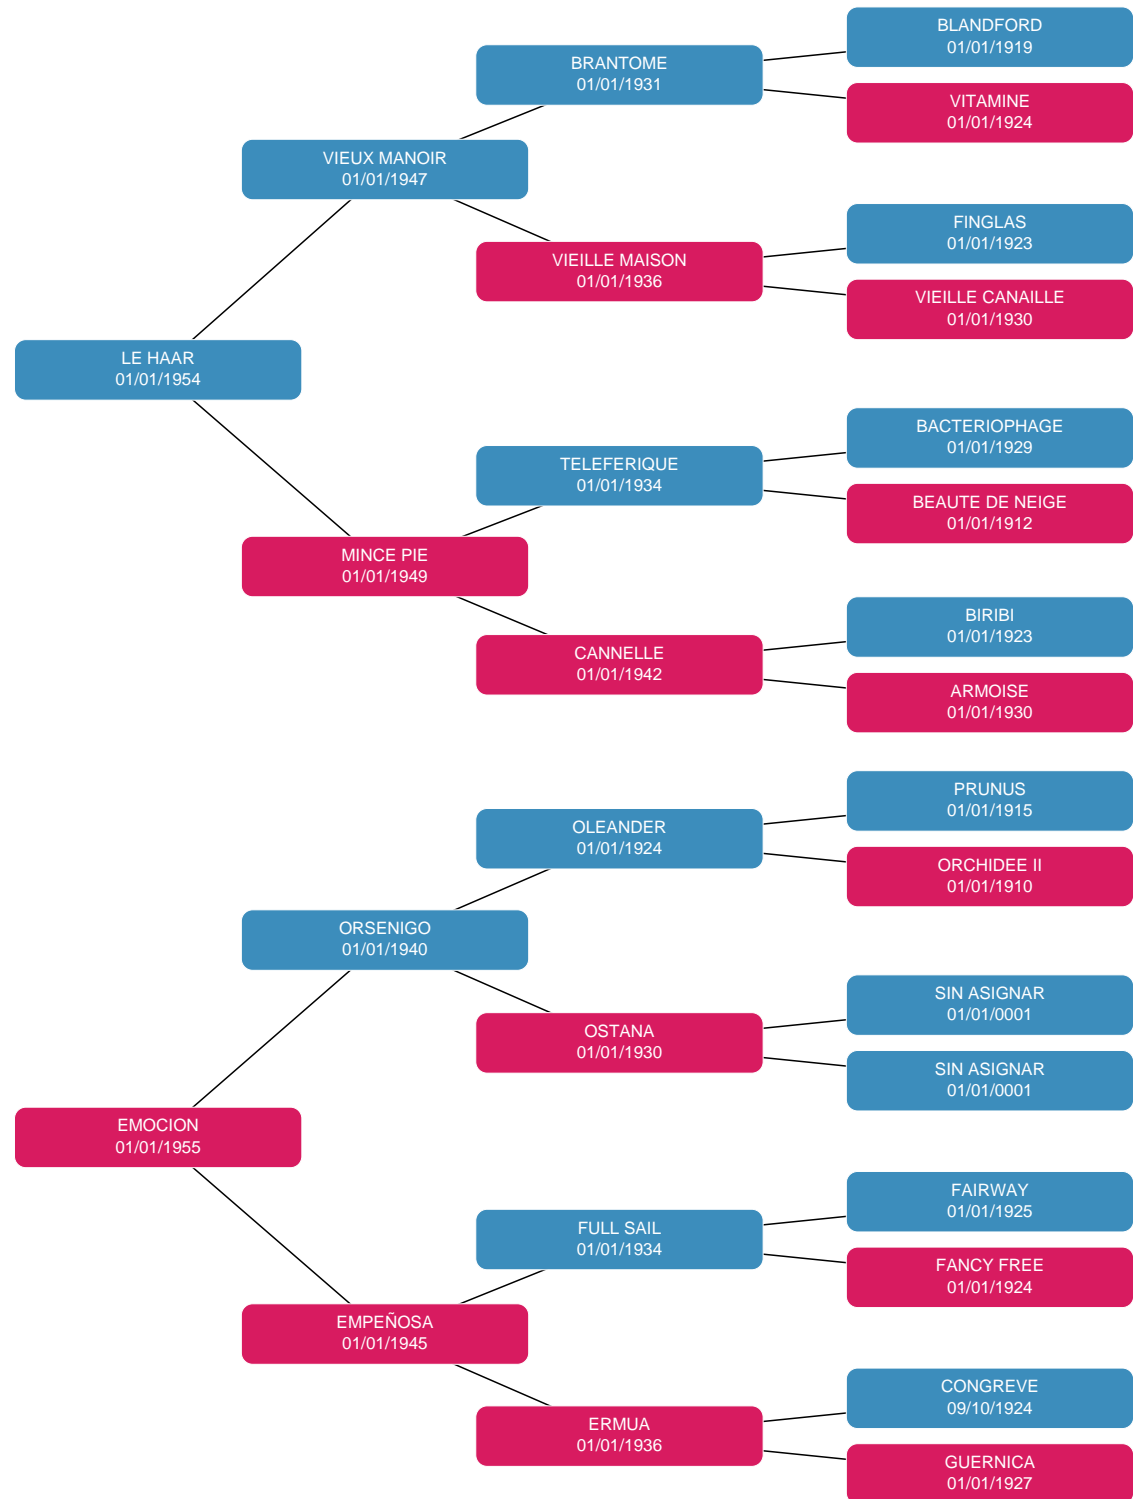 BLANDFORD
01/01/1919
BRANTOME
01/01/1931
VITAMINE
01/01/1924
VIEUX MANOIR
01/01/1947
FINGLAS
01/01/1923
VIEILLE MAISON
01/01/1936
VIEILLE CANAILLE
01/01/1930
LE HAAR
01/01/1954
BACTERIOPHAGE
01/01/1929
TELEFERIQUE
01/01/1934
BEAUTE DE NEIGE
01/01/1912
MINCE PIE
01/01/1949
BIRIBI
01/01/1923
CANNELLE
01/01/1942
ARMOISE
01/01/1930
PRUNUS
01/01/1915
OLEANDER
01/01/1924
ORCHIDEE II
01/01/1910
ORSENIGO
01/01/1940
SIN ASIGNAR
01/01/0001
OSTANA
01/01/1930
SIN ASIGNAR
01/01/0001
EMOCION
01/01/1955
FAIRWAY
01/01/1925
FULL SAIL
01/01/1934
FANCY FREE
01/01/1924
EMPEÑOSA
01/01/1945
CONGREVE
09/10/1924
ERMUA
01/01/1936
GUERNICA
01/01/1927